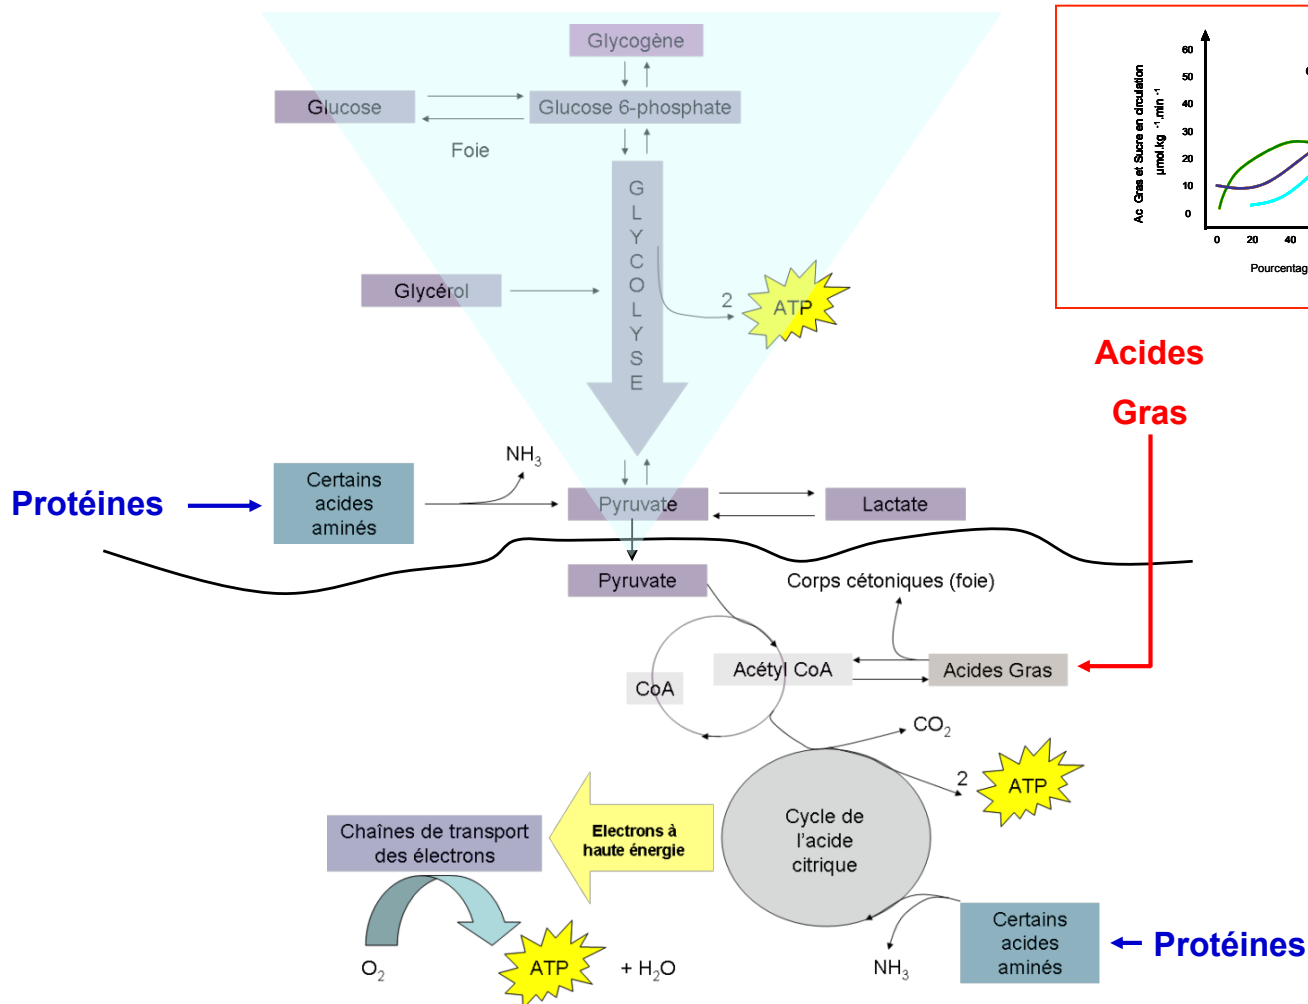 Glycogène
Glucose
Glucose 6-phosphate
Foie
GLYCOLYSE
Glycérol
2
ATP
60
50
40
30
20
10
0
Ac Gras et Sucre en circulation
µmol.kg -1 .min -1
0 20 40
Pourcentag
Acides
Gras
NH3
Protéines
Certains
acides
aminés
Pyruvate
Lactate
Pyruvate
Corps cétoniques (foie)
Acétyl CoA
Acides Gras
CoA
CO2
2
ATP
Cycle de
l'acide
citrique
Electrons à
haute énergie
Chaînes de transport
des électrons
O2
ATP
+ H2O
NH3
Certains
acides
aminés
Protéines